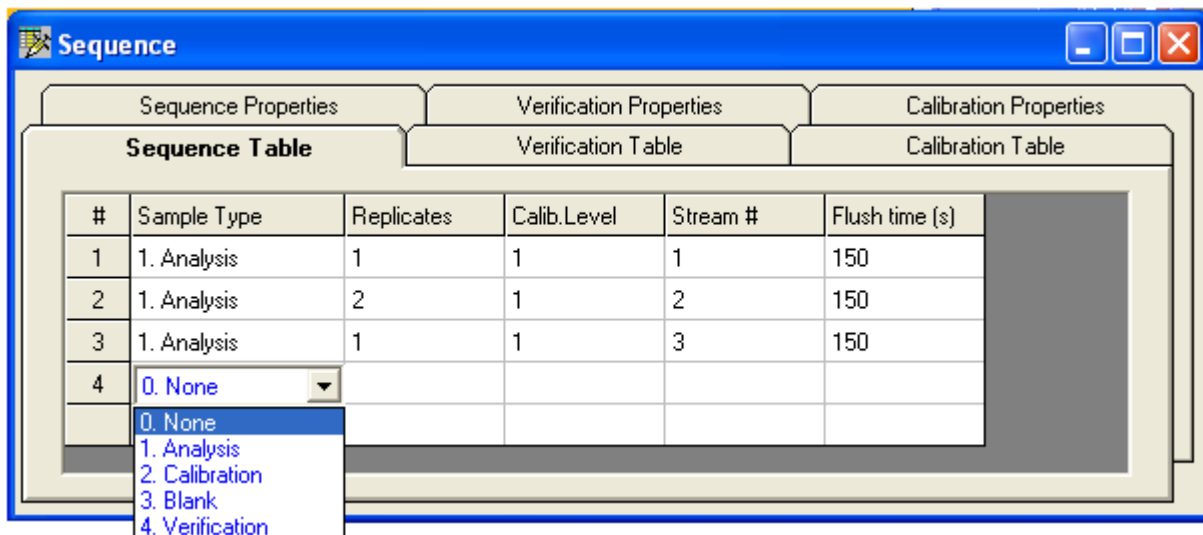 Sequence
Sequence Properties Verification Properties Calibration Properties
Sequence Table Verification Table Calibration Table
# Sample Type Replicates Calib.Level Stream # Flush time (s)
1 1. Analysis 1 1 1 150
2 1. Analysis 2 1 2 150
3 1. Analysis 1 1 3 150
4 0. None
0. None
1. Analysis
2. Calibration
3. Blank
4. Verification